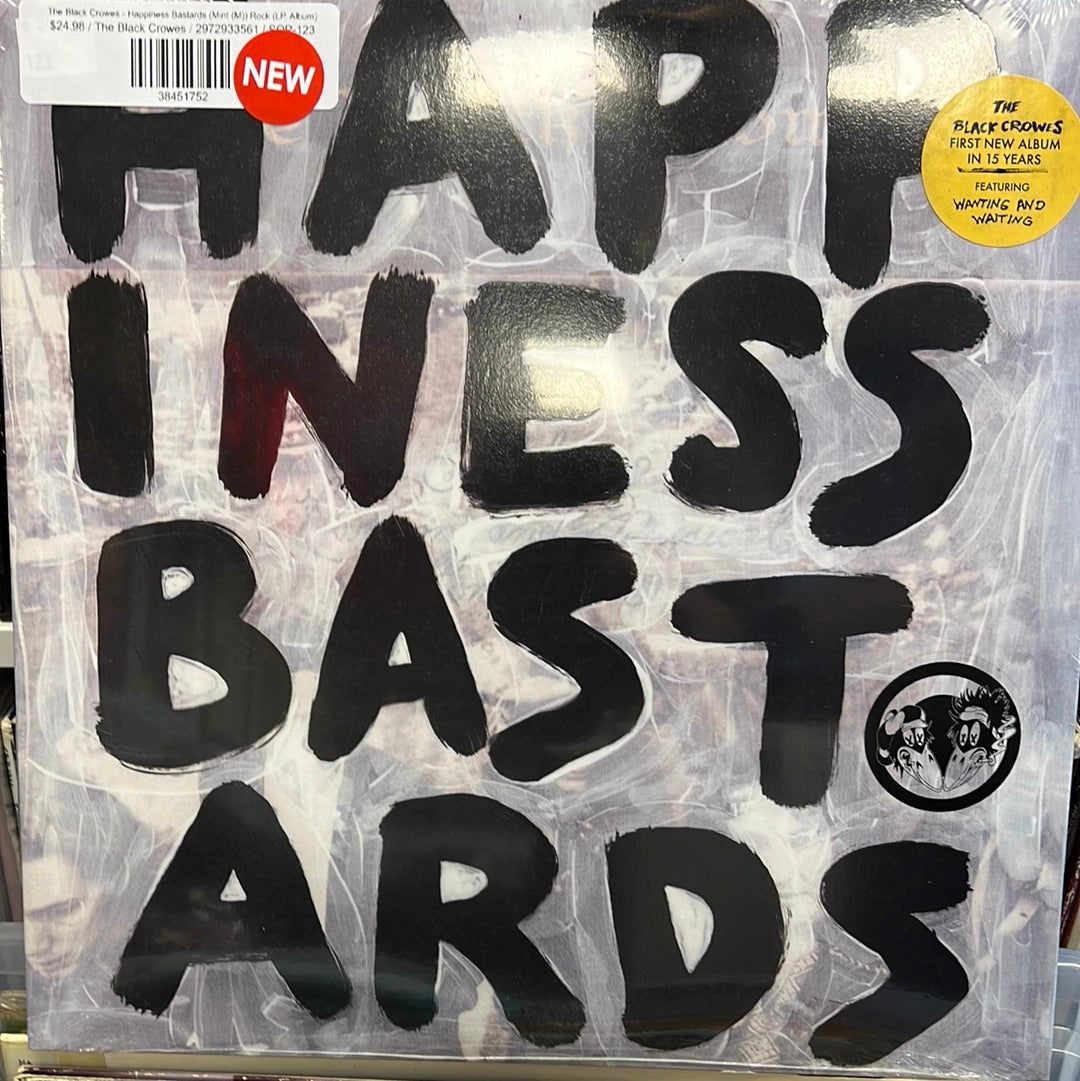 The Black Crowes - Happiness Bastards (Mint (M)) Rock (LP, Album)
$24.98 / The Black Crowes / 2972933561 / SOR-123
38451752
NEW
THE
BLACK CROWES
FIRST NEW ALBUM
IN 15 YEARS
FEATURING
WANTING AND
WAITING
HAPP
INESS
BAST
ARDS